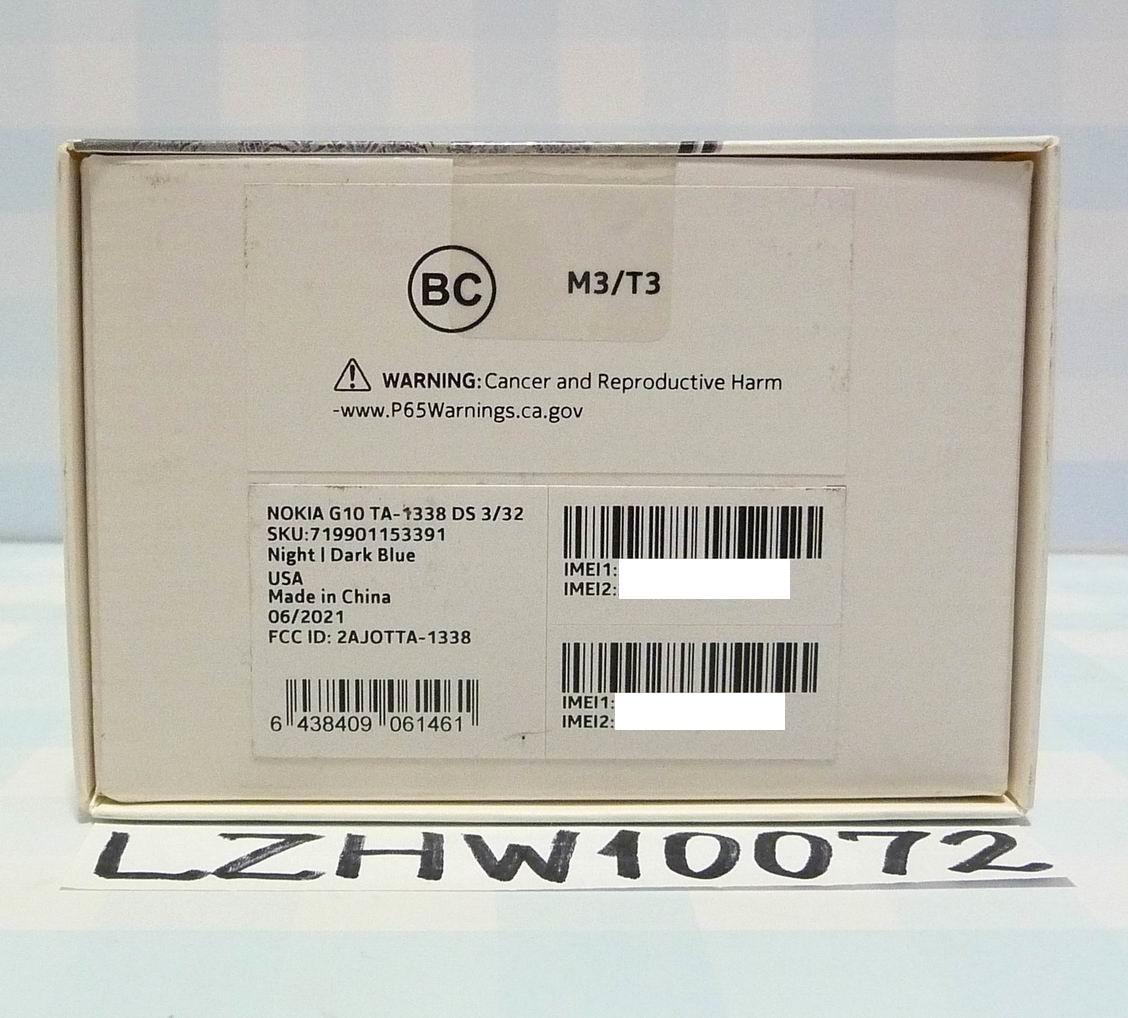 BC M3/T3
WARNING: Cancer and Reproductive Harm
-www.P65Warnings.ca.gov
NOKIA G10 TA-1338 DS 3/32
SKU:719901153391
Night | Dark Blue
USA
Made in China
06/2021
FCC ID: 2AJOTTA-1338
6 438409 061461
IMEI1:
IMEI2:
IMEI1:
IMEI2:
LZHW10072